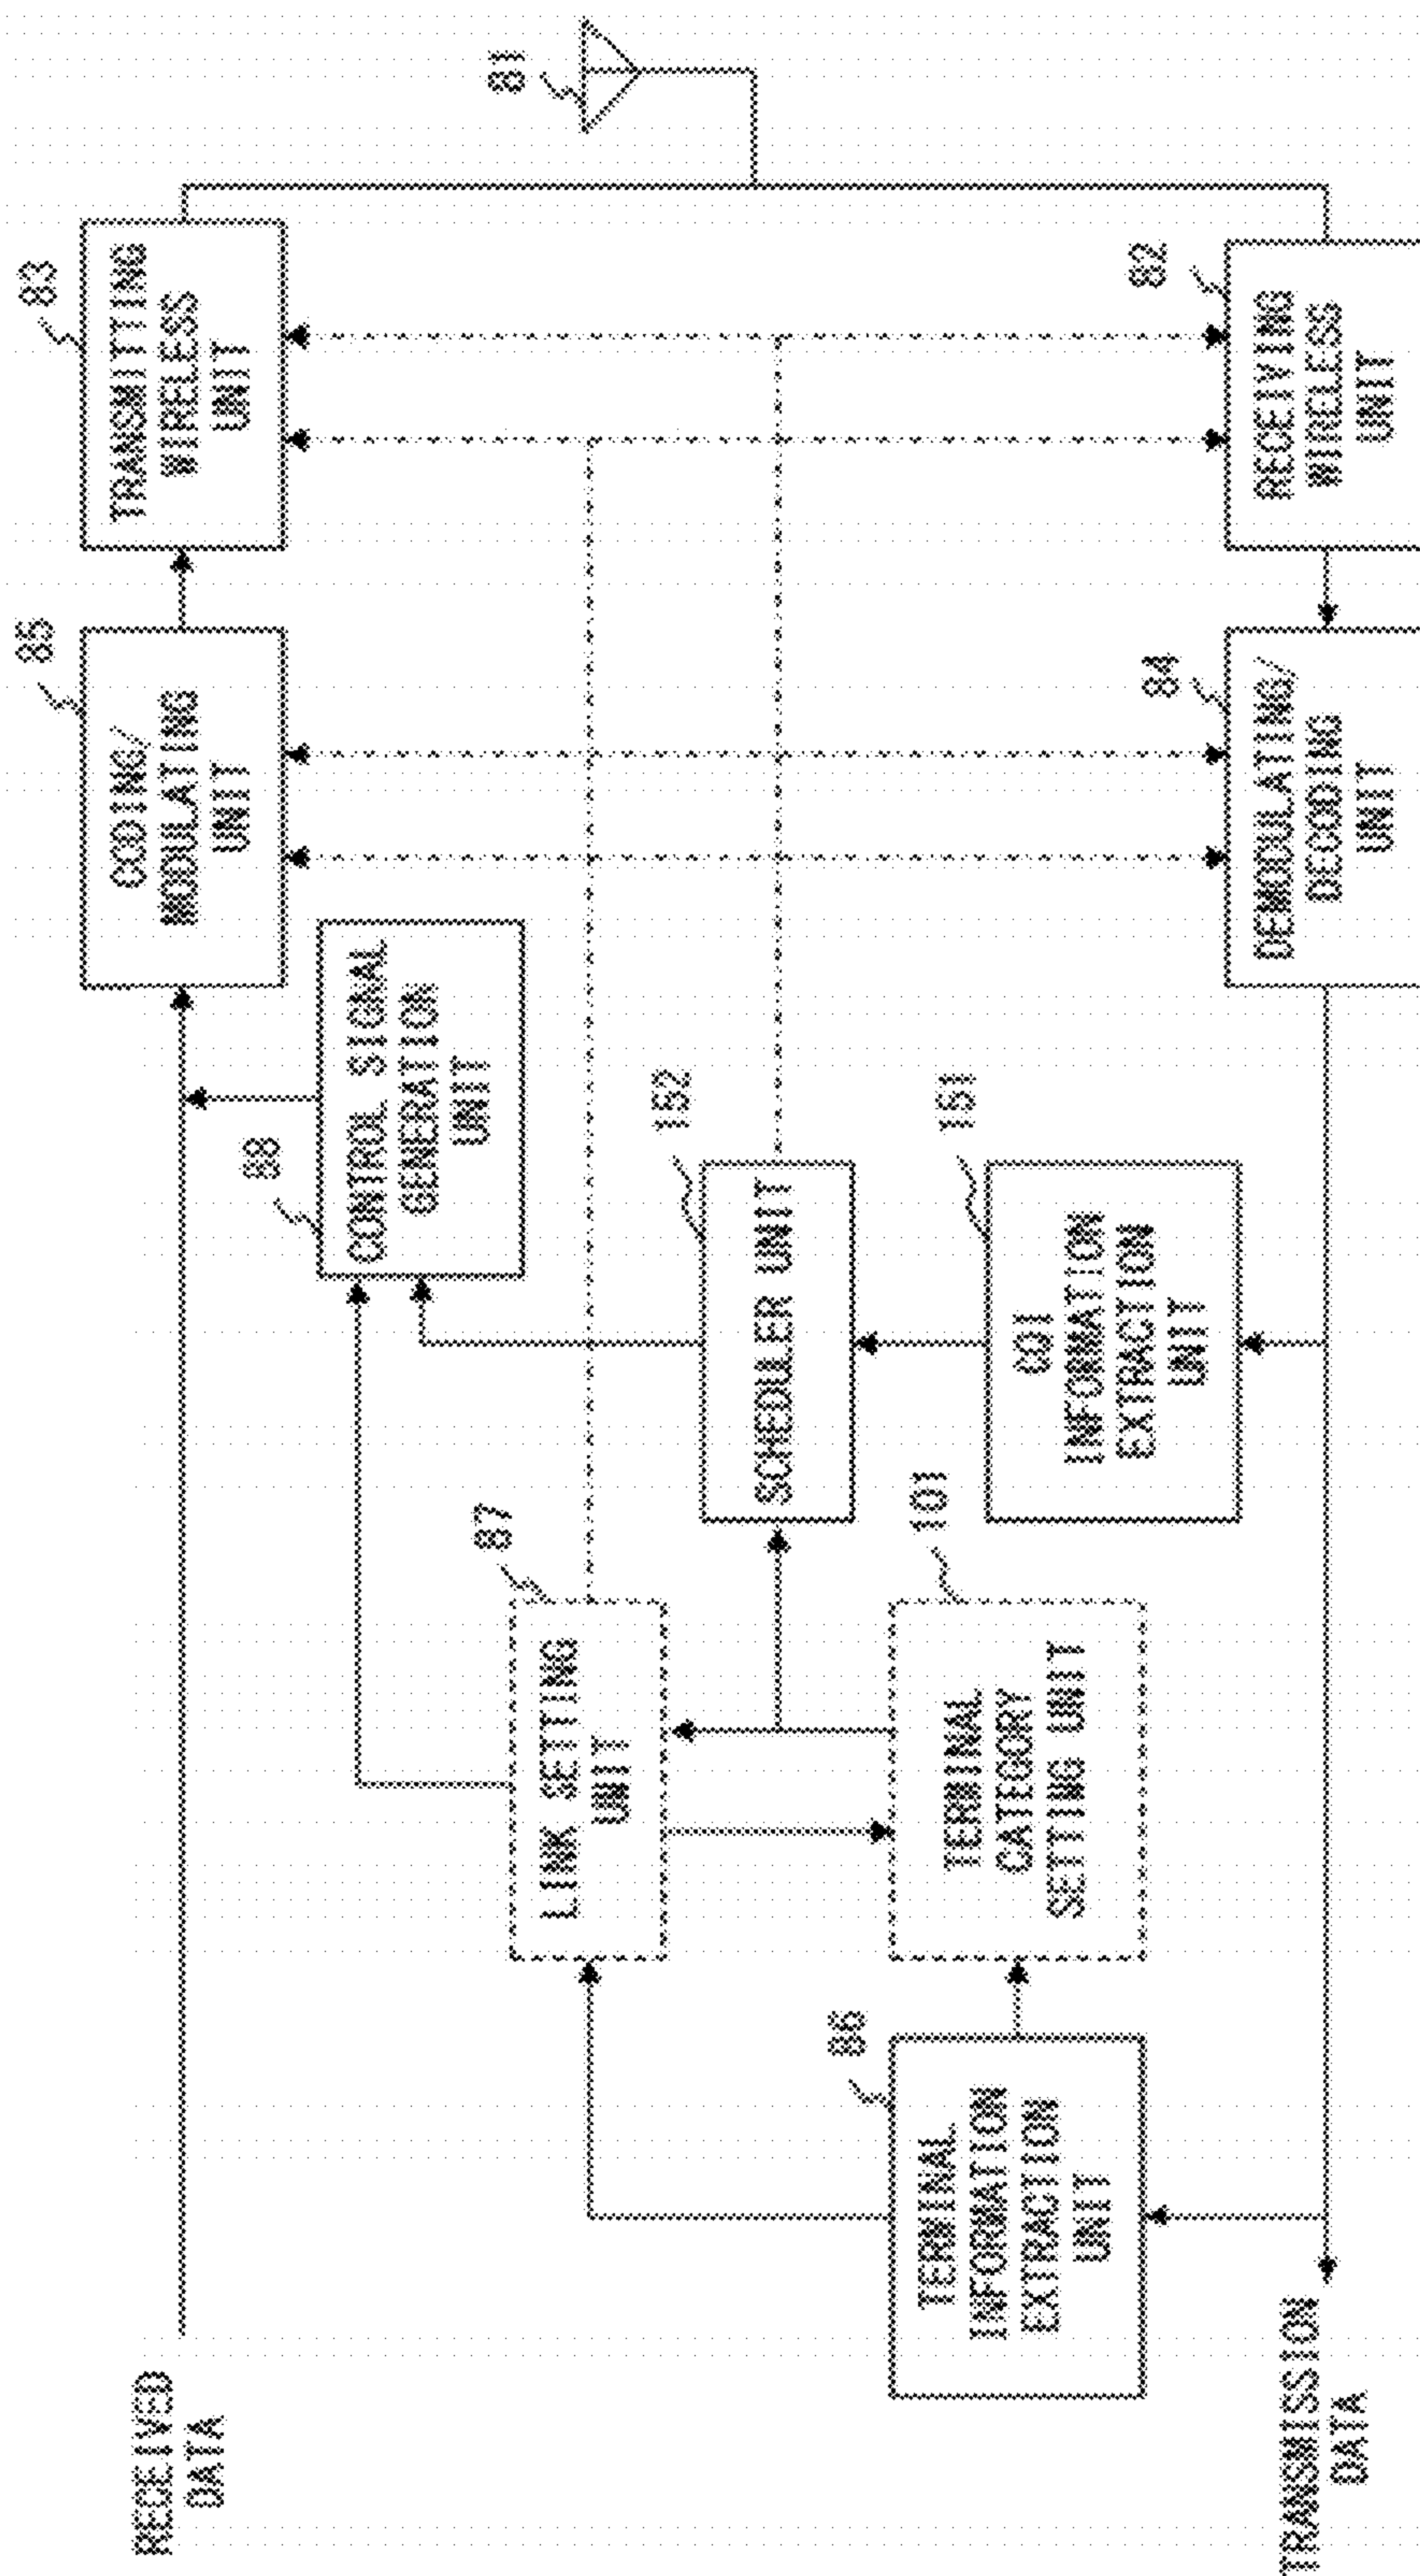 RECEIVED
DATA
88
CONTROL SIGNAL
GENERATION
UNIT
85
CODING/
MODULATING
UNIT
83
TRANSMITTING
WIRELESS
UNIT
81
87
LINK SETTING
UNIT
152
SCHEDULER UNIT
86
TERMINAL
INFORMATION
EXTRACTION
UNIT
101
TERMINAL
CATEGORY
SETTING UNIT
151
CQI
INFORMATION
EXTRACTION
UNIT
84
DEMODULATING/
DECODING
UNIT
82
RECEIVING
WIRELESS
UNIT
TRANSMISSION
DATA